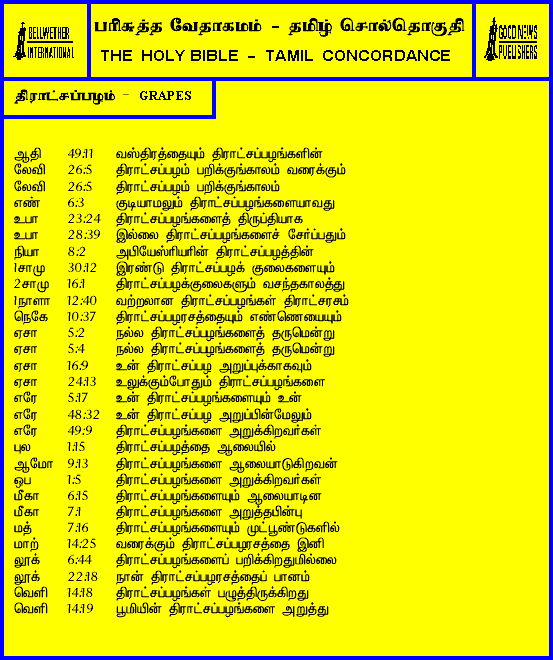 BELLWETHER
INTERNATIONAL
பரிசுத்த வேதாகமம் - தமிழ் சொல்தொகுதி
THE HOLY BIBLE - TAMIL CONCORDANCE
GOOD NEWS
PUBLISHERS
திராட்சப்பழம் - GRAPES
ஆதி 49:11 வஸ்திரத்தையும் திராட்சப்பழங்களின்
லேவி 26:5 திராட்சப்பழம் பறிக்குங்காலம் வரைக்கும்
லேவி 26:5 திராட்சப்பழம் பறிக்குங்காலம்
எண் 6:3 குடியாமலும் திராட்சப்பழங்களையாவது
உபா 23:24 திராட்சப்பழங்களைத் திருப்தியாக
உபா 28:39 இல்லை திராட்சப்பழங்களைச் சேர்ப்பதும்
நியா 8:2 அபியேஸ்ரியரின் திராட்சப்பழத்தின்
1சாமு 30:12 இரண்டு திராட்சப்பழக் குலைகளையும்
2சாமு 16:1 திராட்சப்பழக்குலைகளும் வசந்தகாலத்து
1நாளா 12:40 வற்றலான திராட்சப்பழங்கள் திராட்சரசம்
நெகே 10:37 திராட்சப்பழரசத்தையும் எண்ணெயையும்
ஏசா 5:2 நல்ல திராட்சப்பழங்களைத் தருமென்று
ஏசா 5:4 நல்ல திராட்சப்பழங்களைத் தருமென்று
ஏசா 16:9 உன் திராட்சப்பழ அறுப்புக்காகவும்
ஏசா 24:13 உலுக்கும்போதும் திராட்சப்பழங்களை
எரே 5:17 உன் திராட்சப்பழங்களையும் உன்
எரே 48:32 உன் திராட்சப்பழ அறுப்பின்மேலும்
எரே 49:9 திராட்சப்பழங்களை அறுக்கிறவர்கள்
புல 1:15 திராட்சப்பழத்தை ஆலையில்
ஆமோ 9:13 திராட்சப்பழங்களை ஆலையாடுகிறவன்
ஒப 1:5 திராட்சப்பழங்களை அறுக்கிறவர்கள்
மீகா 6:15 திராட்சப்பழங்களையும் ஆலையாடின
மீகா 7:1 திராட்சப்பழங்களை அறுத்தபின்பு
மத் 7:16 திராட்சப்பழங்களையும் முட்பூண்டுகளில்
மாற் 14:25 வரைக்கும் திராட்சப்பழரசத்தை இனி
லூக் 6:44 திராட்சப்பழங்களைப் பறிக்கிறதுமில்லை
லூக் 22:18 நான் திராட்சப்பழரசத்தைப் பானம்
வெளி 14:18 திராட்சப்பழங்கள் பழுத்திருக்கிறது
வெளி 14:19 பூமியின் திராட்சப்பழங்களை அறுத்து